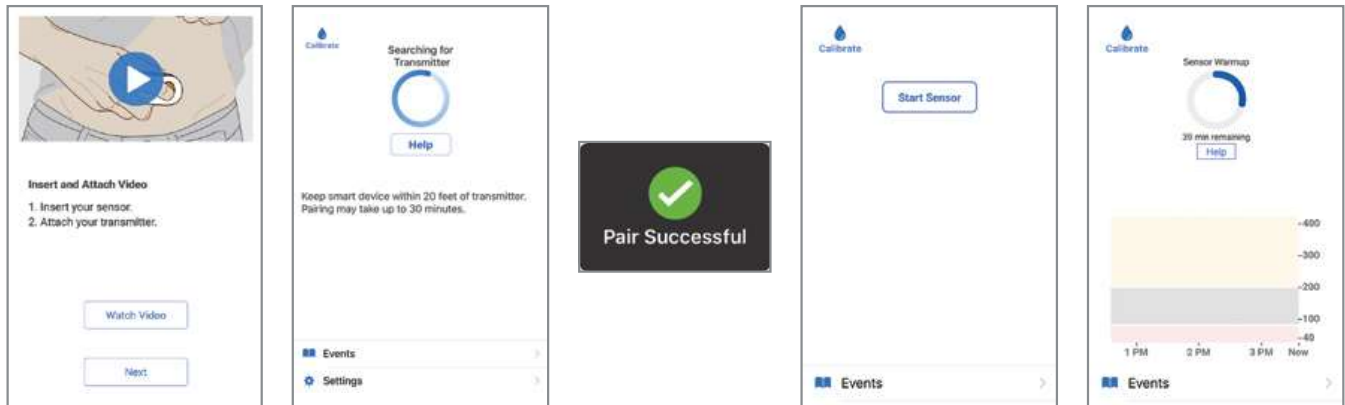 Insert and Attach Video
1. Insert your sensor.
2. Attach your transmitter.
Watch Video
Next
Calibrate
Searching for
Transmitter
Help
Keep smart device within 20 feet of transmitter.
Pairing may take up to 30 minutes.
Events
Settings
Pair Successful
Calibrate
Start Sensor
Events
Calibrate
Sensor Warmup
39 min remaining
Help
400
300
200
100
40
1 PM 2 PM 3 PM Now
Events